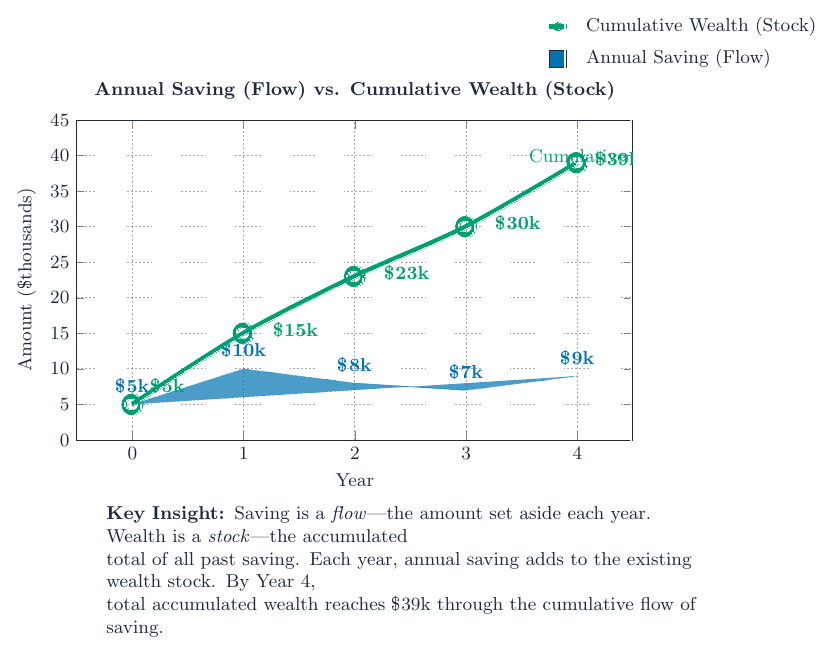 Cumulative Wealth (Stock)
Annual Saving (Flow)
Annual Saving (Flow) vs. Cumulative Wealth (Stock)
Amount ($thousands)
45
40
35
30
25
20
15
10
5
0
Cumulative
$39k
$30k
$23k
$15k
$5k
$5k
$10k
$8k
$7k
$9k
0 1 2 3 4
Year
Key Insight: Saving is a flow—the amount set aside each year.
Wealth is a stock—the accumulated
total of all past saving. Each year, annual saving adds to the existing
wealth stock. By Year 4,
total accumulated wealth reaches $39k through the cumulative flow of
saving.